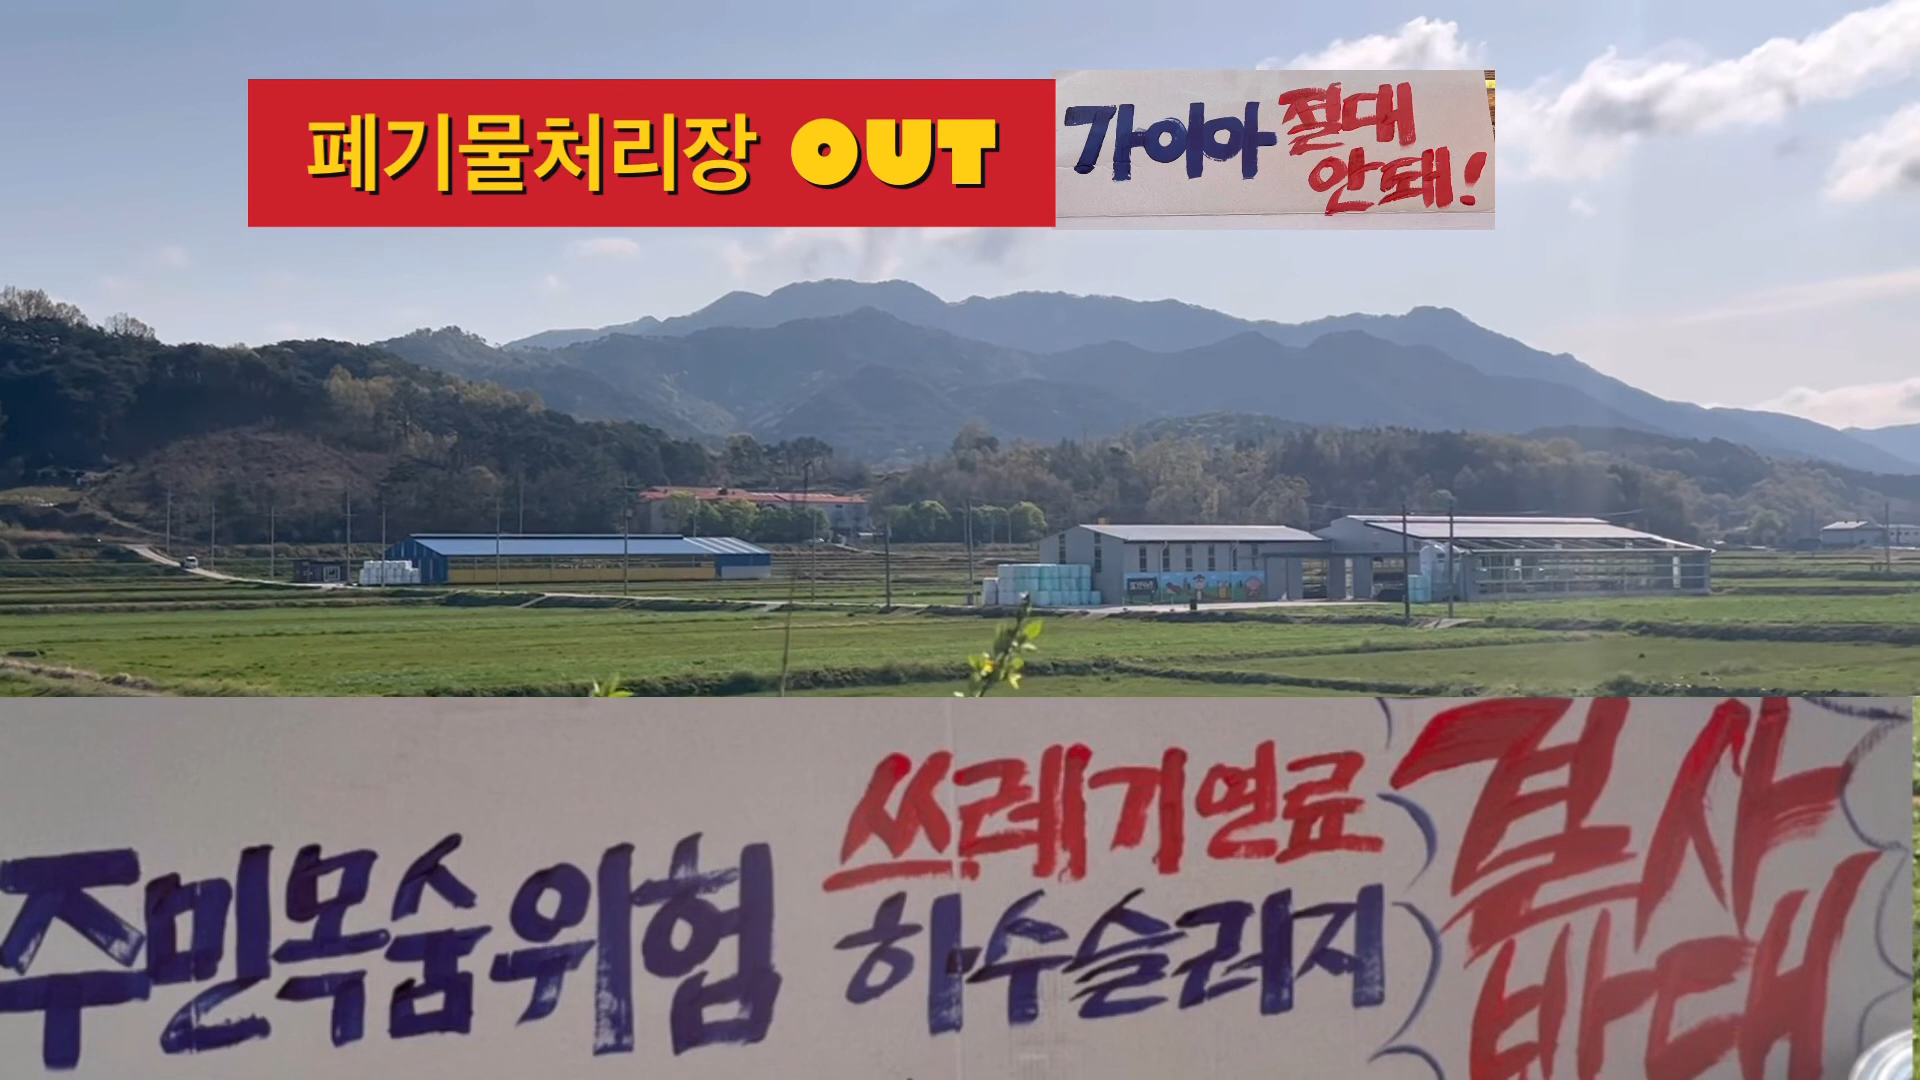 폐기물처리장 OUT
가이아 절대
안돼!
주민목숨위협
쓰레기연료
하수슬러지
결사
반대